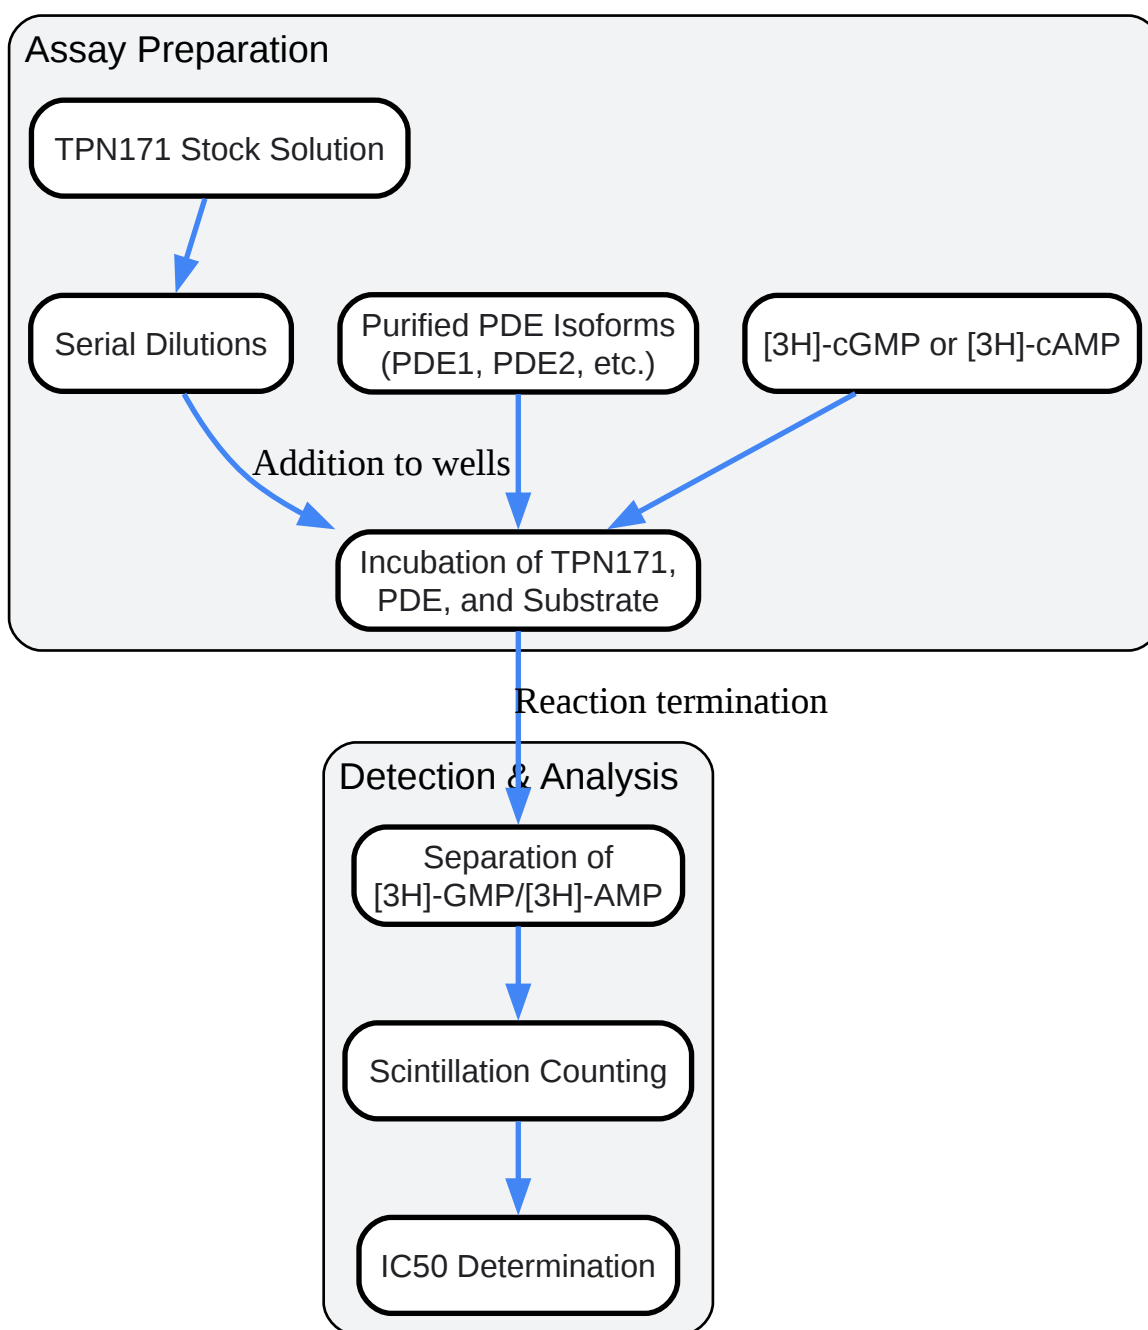 Assay Preparation
TPN171 Stock Solution
Serial Dilutions
Purified PDE Isoforms
(PDE1, PDE2, etc.)
[3H]-cGMP or [3H]-cAMP
Addition to wells
Incubation of TPN171,
PDE, and Substrate
Reaction termination
Detection & Analysis
Separation of
[3H]-GMP/[3H]-AMP
Scintillation Counting
IC50 Determination